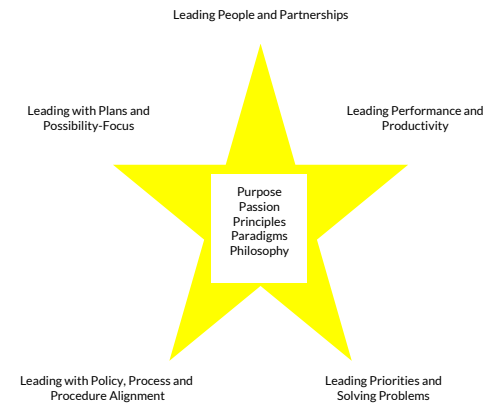 Leading People and Partnerships
Leading with Plans and
Possibility-Focus
Leading Performance and
Productivity
Purpose
Passion
Principles
Paradigms
Philosophy
Leading with Policy, Process and
Procedure Alignment
Leading Priorities and
Solving Problems